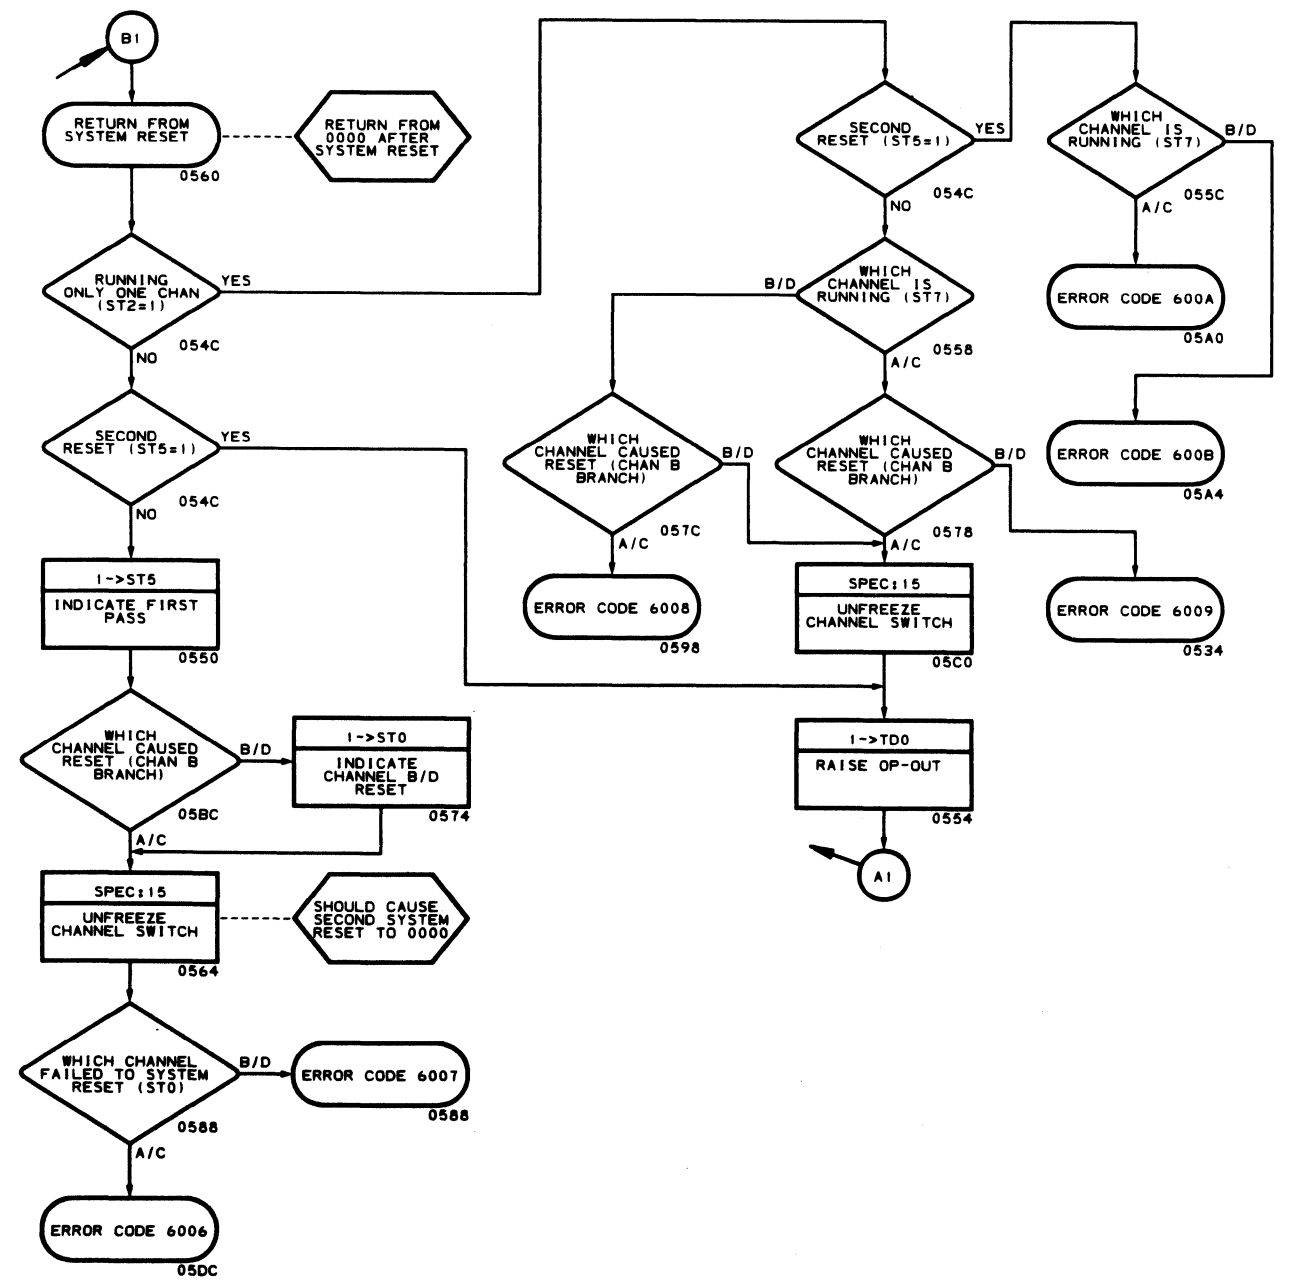 B1
RETURN FROM
SYSTEM RESET
0560
RETURN FROM
0000 AFTER
SYSTEM RESET
RUNNING
ONLY ONE CHAN
(ST2=1)
YES
054C
NO
SECOND
RESET (ST5=1)
YES
054C
NO
1->ST5
INDICATE FIRST
PASS
0550
WHICH
CHANNEL CAUSED
RESET (CHAN B
BRANCH)
B/D
05BC
A/C
1->ST0
INDICATE
CHANNEL B/D
RESET
0574
SPEC:15
UNFREEZE
CHANNEL SWITCH
0564
SHOULD CAUSE
SECOND SYSTEM
RESET TO 0000
WHICH CHANNEL
FAILED TO SYSTEM
RESET (ST0)
B/D
0588
A/C
ERROR CODE 6007
0588
ERROR CODE 6006
05DC
SECOND
RESET (ST5=1)
YES
054C
NO
WHICH
CHANNEL IS
RUNNING (ST7)
B/D
055C
A/C
ERROR CODE 600A
05A0
ERROR CODE 600B
05A4
WHICH
CHANNEL IS
RUNNING (ST7)
B/D
0558
A/C
WHICH
CHANNEL CAUSED
RESET (CHAN B
BRANCH)
B/D
057C
A/C
ERROR CODE 6008
0598
WHICH
CHANNEL CAUSED
RESET (CHAN B
BRANCH)
B/D
0578
A/C
ERROR CODE 6009
0534
SPEC:15
UNFREEZE
CHANNEL SWITCH
05C0
1->TD0
RAISE OP-OUT
0554
A1